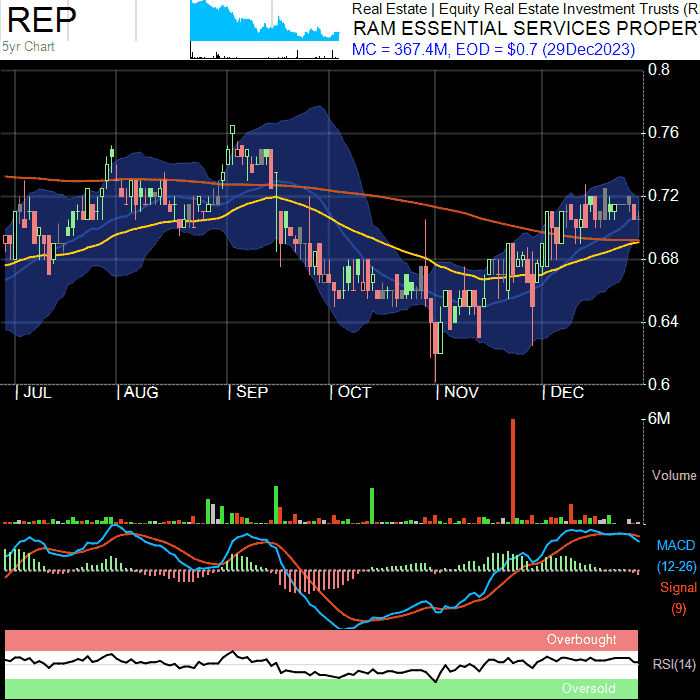 REP
5yr Chart
Real Estate | Equity Real Estate Investment Trusts (R
RAM ESSENTIAL SERVICES PROPER
MC = 367.4M, EOD = $0.7 (29Dec2023)
0.8
0.76
0.72
0.68
0.64
0.6
JUL AUG SEP OCT NOV DEC
6M
Volume
MACD
(12-26)
Signal
(9)
Overbought
RSI(14)
Oversold